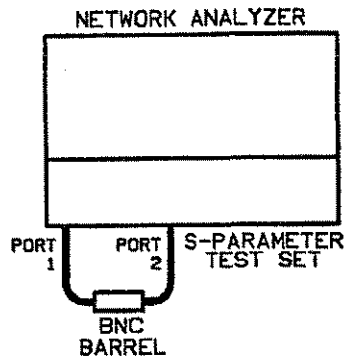 NETWORK ANALYZER
PORT 1
PORT 2
S-PARAMETER
TEST SET
BNC
BARREL